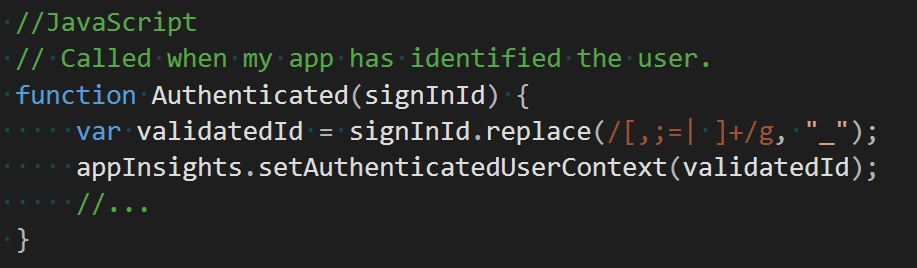 //JavaScript
// Called when my app has identified the user.
function Authenticated(signInId) {
var validatedId = signInId.replace(/[,;=| ]+/g, "_");
appInsights.setAuthenticatedUserContext(validatedId);
//...
}